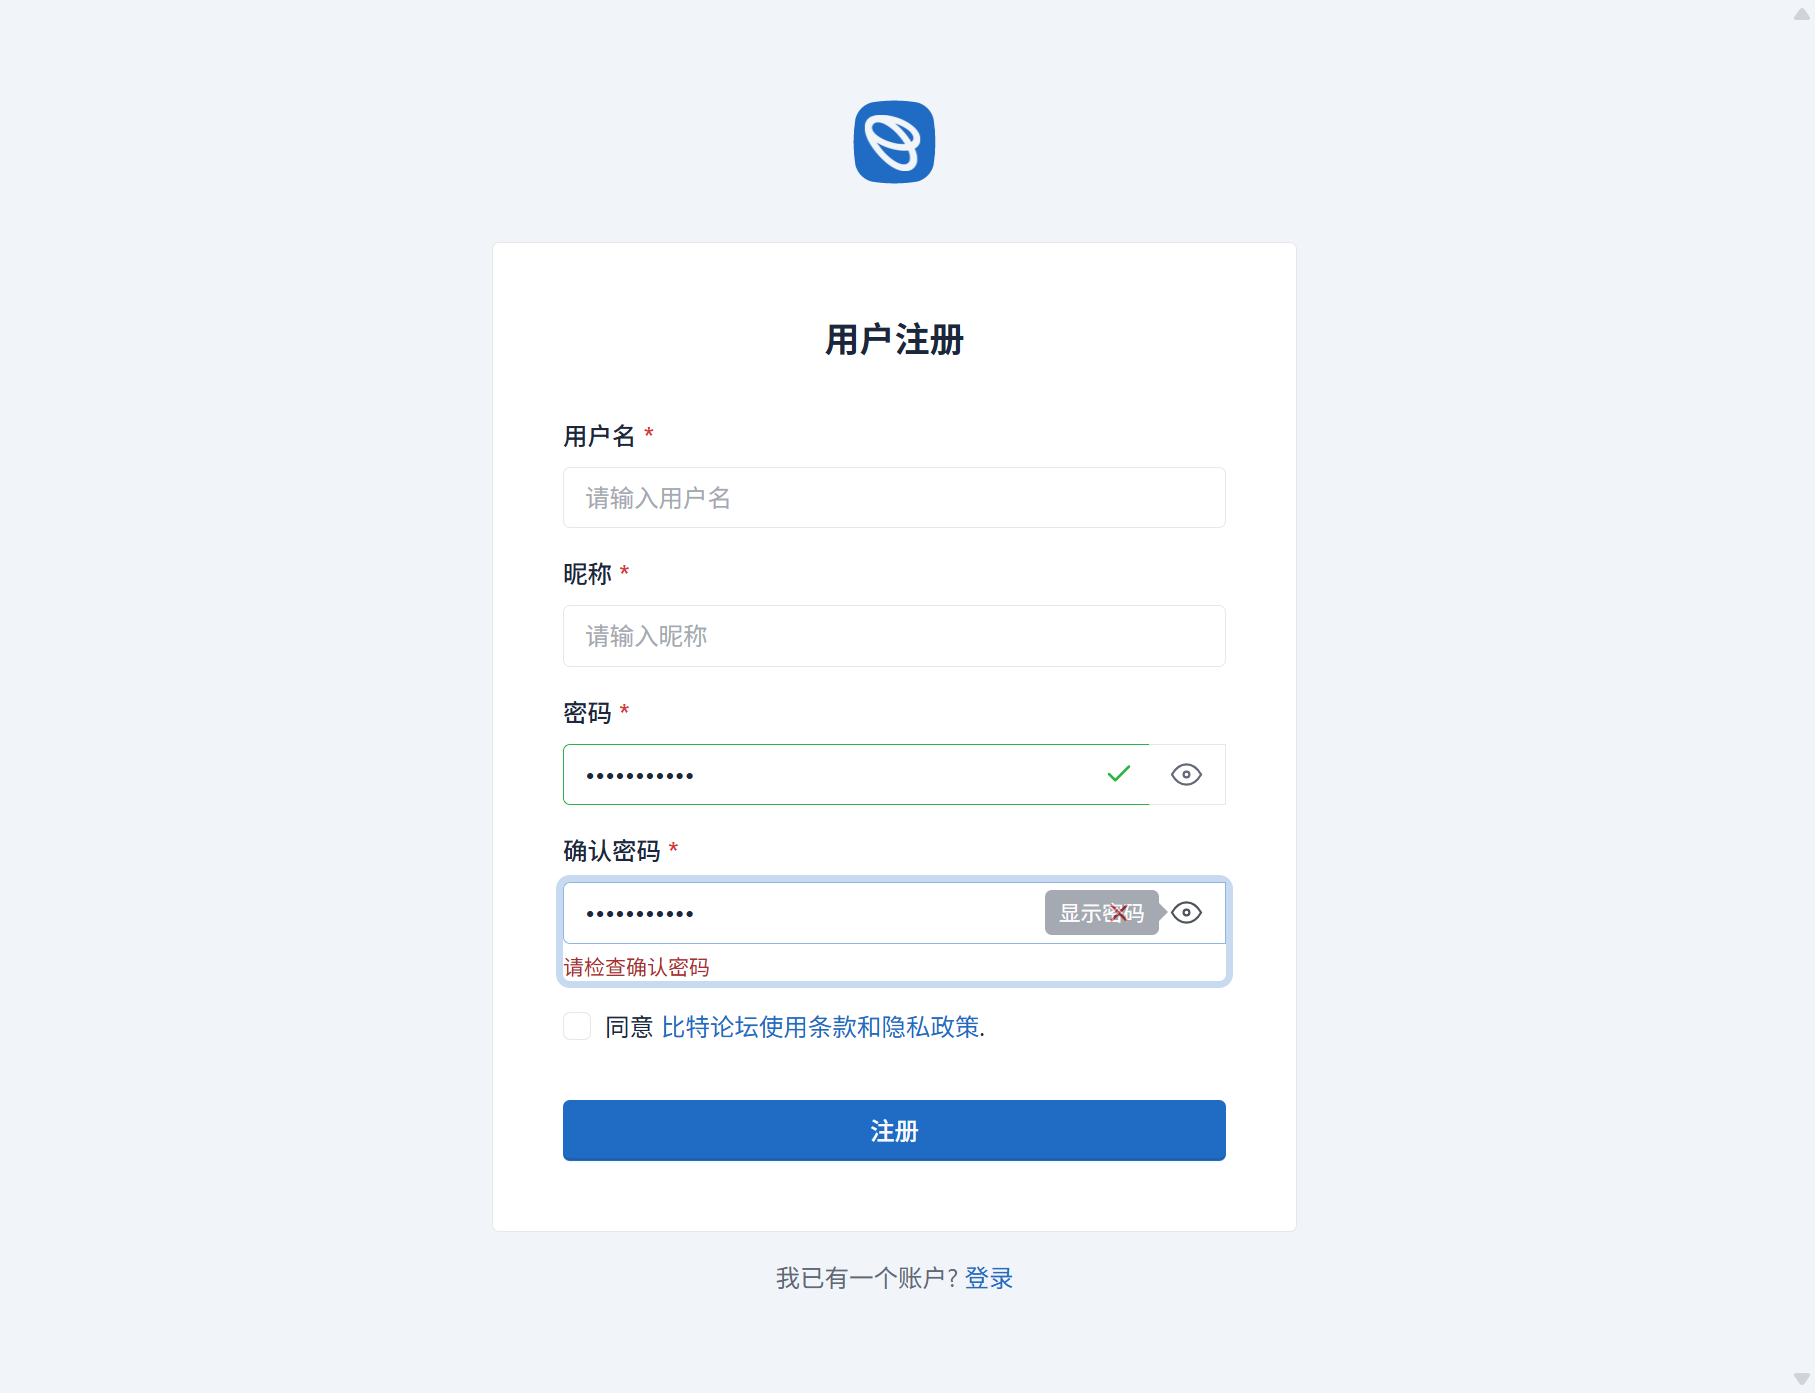 用户注册
用户名 *
请输入用户名
昵称 *
请输入昵称
密码 *
•••••••••••
确认密码 *
•••••••••••
显示密码
请检查确认密码
同意 比特论坛使用条款和隐私政策.
注册
我已有一个账户? 登录